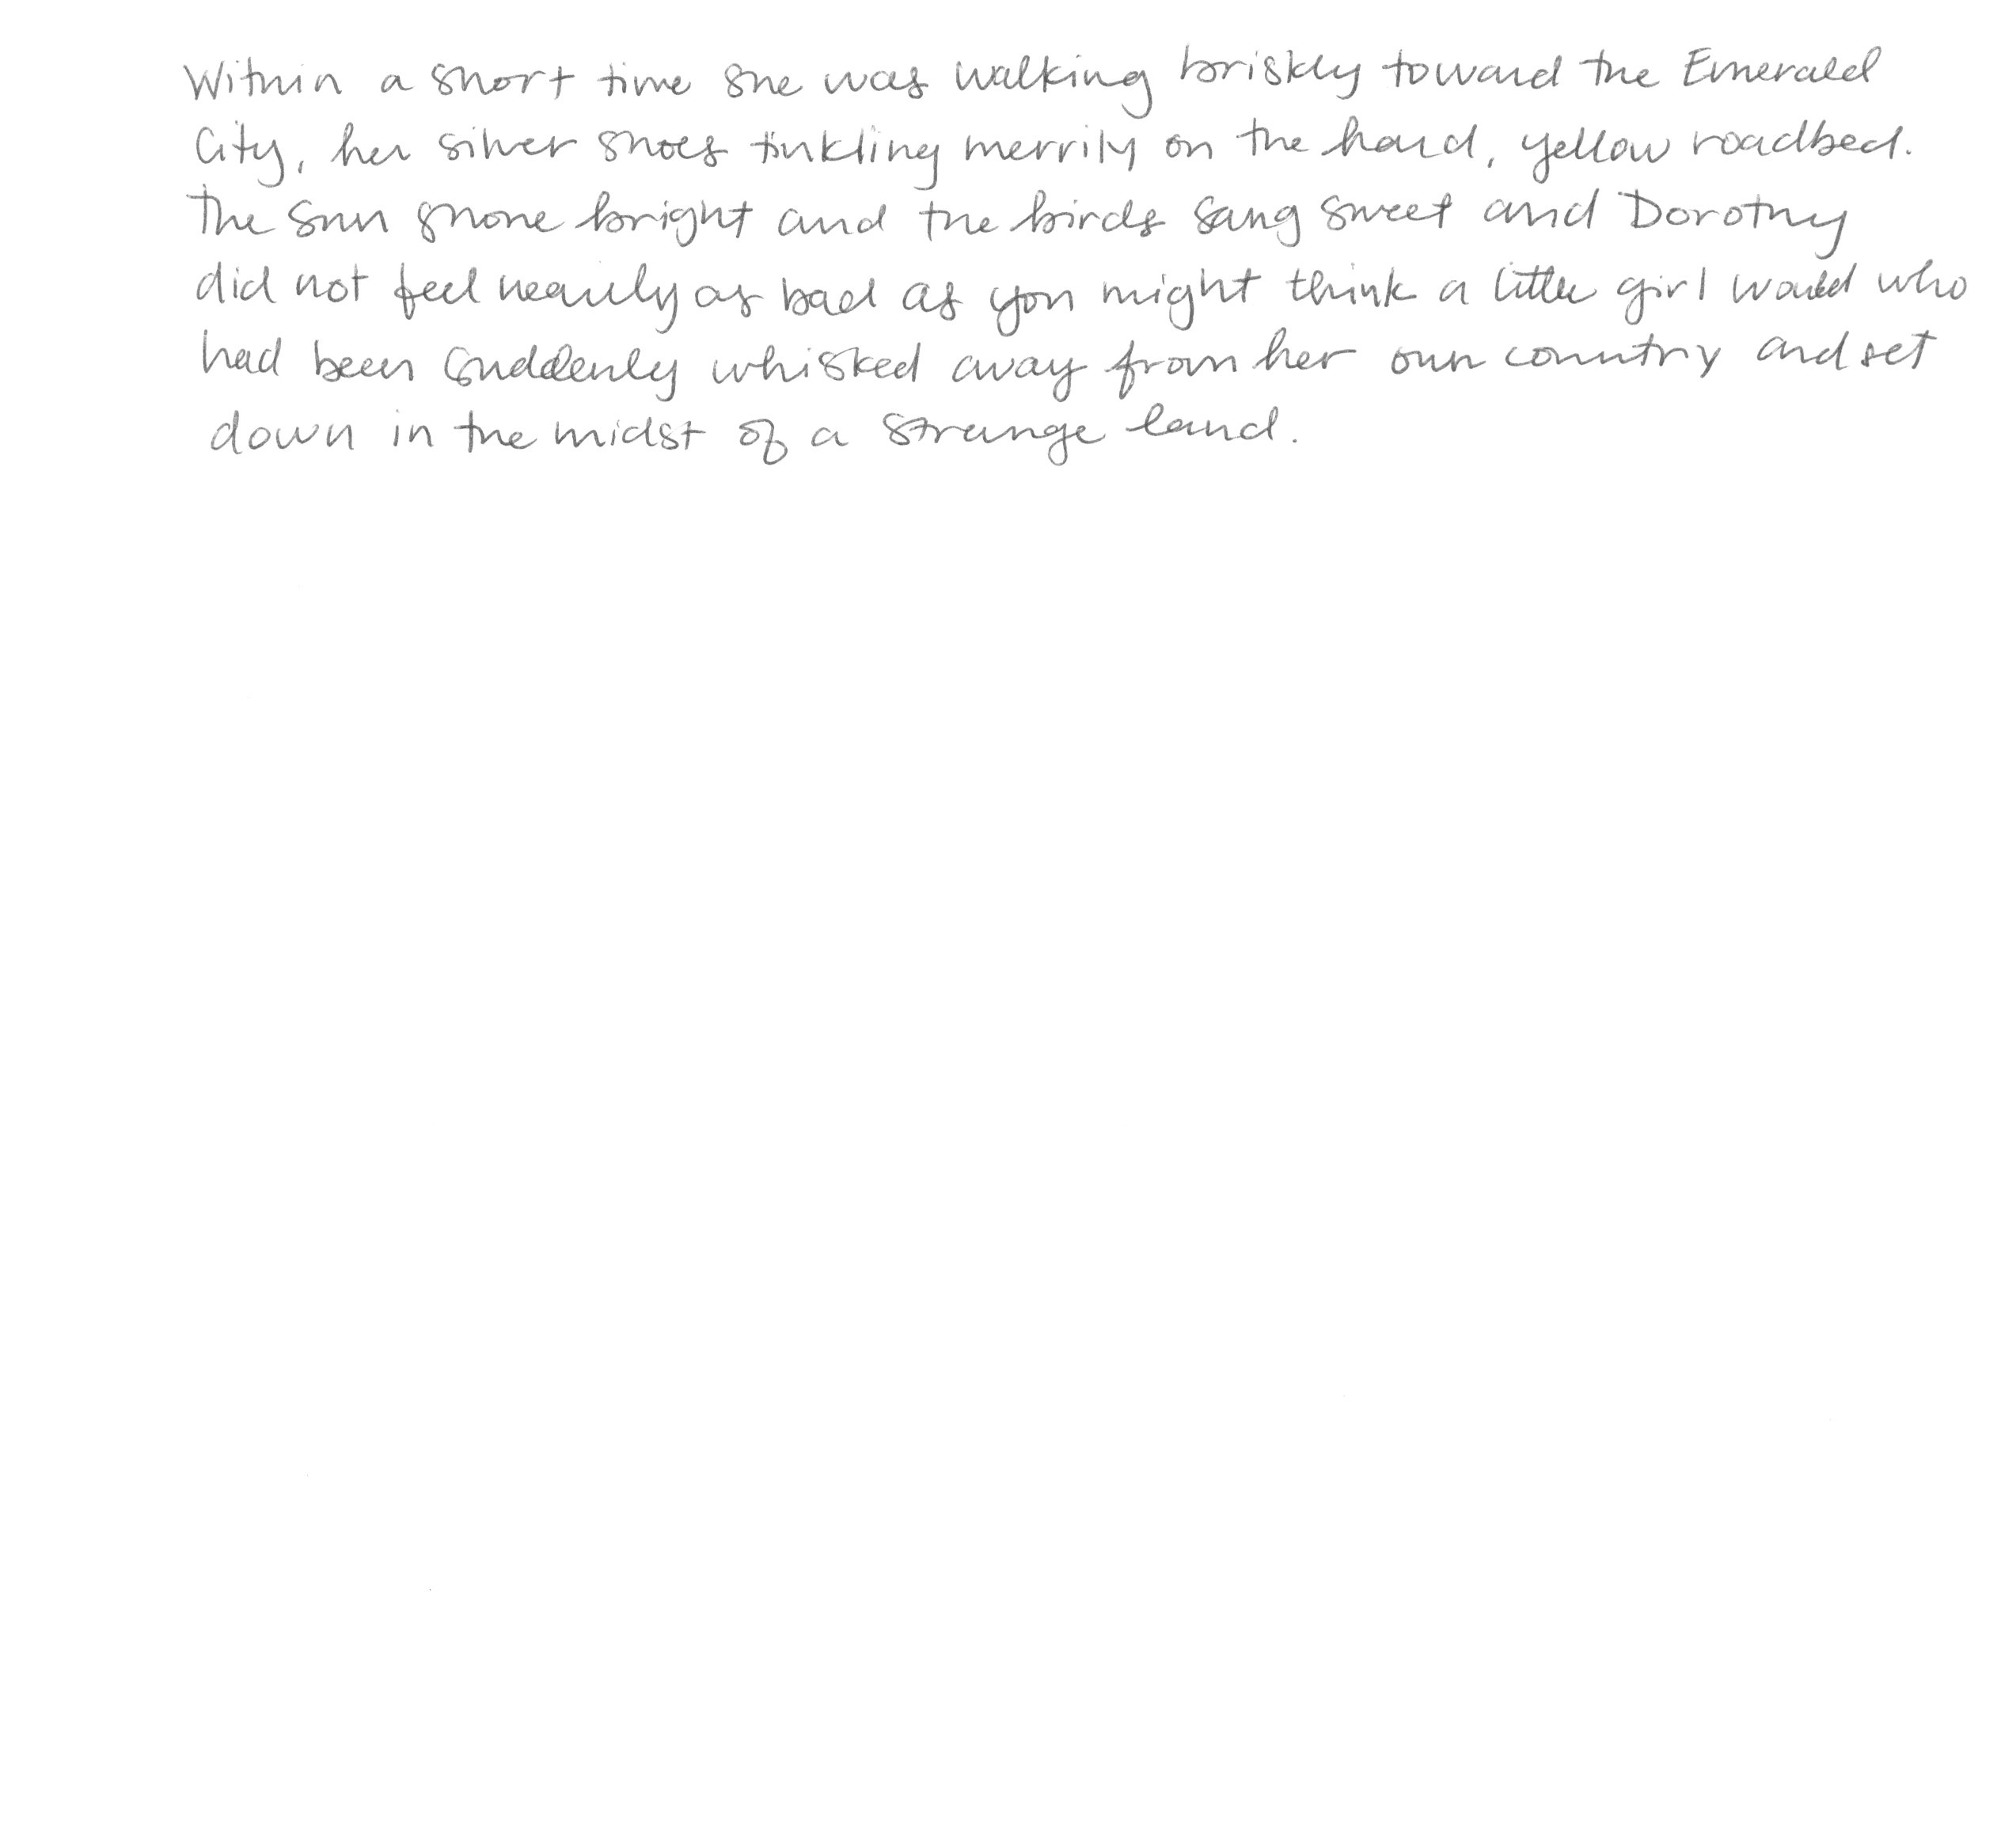 Within a short time she was walking briskly toward the Emerald
City, her silver shoes tinkling merrily on the hard, yellow roadbed.
The sun shone bright and the birds sang sweet and Dorothy
did not feel nearly as bad as you might think a little girl would who
had been suddenly whisked away from her own country and set
down in the midst of a strange land.